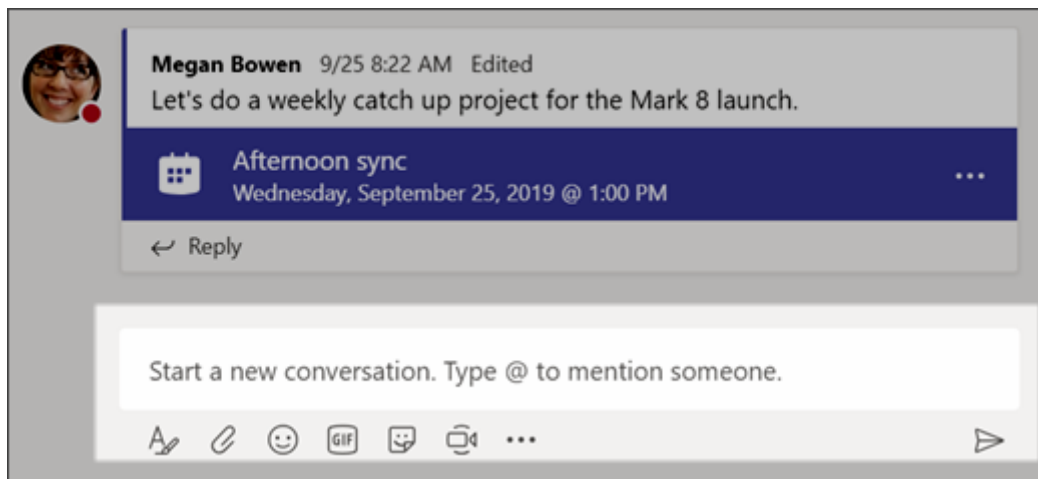 Megan Bowen 9/25 8:22 AM Edited
Let's do a weekly catch up project for the Mark 8 launch.
Afternoon sync
Wednesday, September 25, 2019 @ 1:00 PM
Reply
Start a new conversation. Type @ to mention someone.
GIF